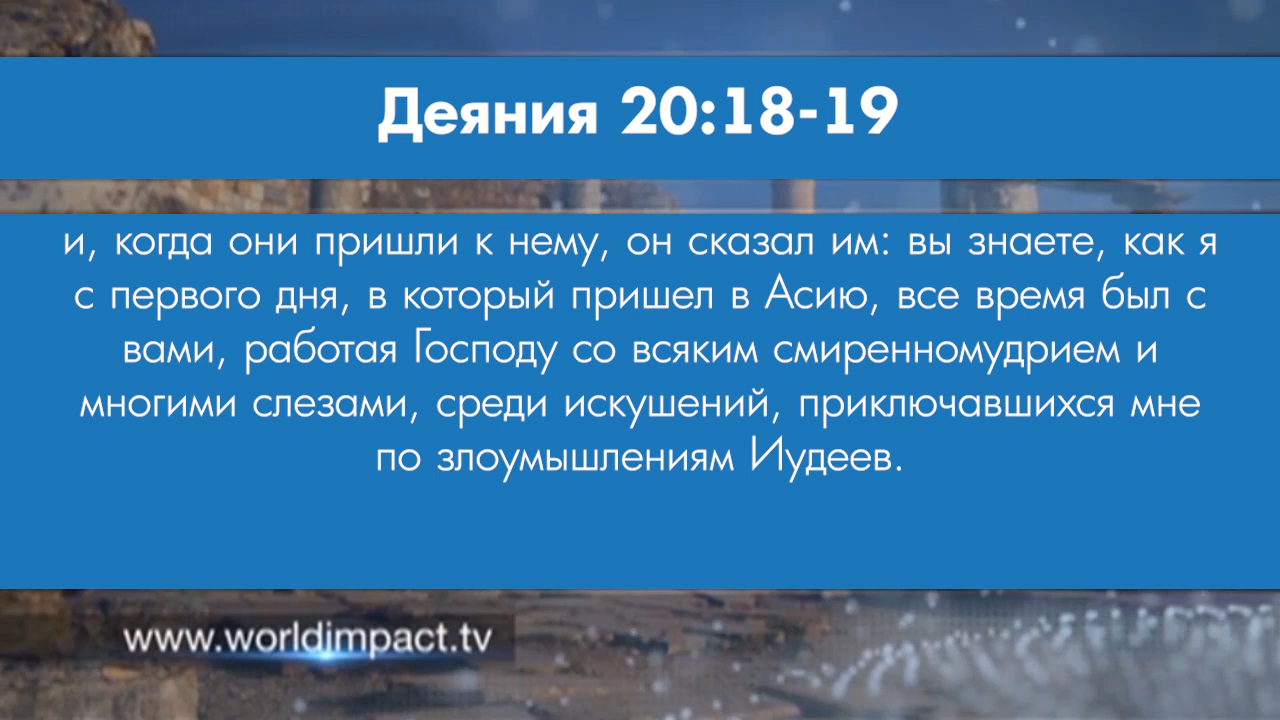 Деяния 20:18-19
и, когда они пришли к нему, он сказал им: вы знаете, как я
с первого дня, в который пришел в Асию, все время был с
вами, работая Господу со всяким смиренномудрием и
многими слезами, среди искушений, приключавшихся мне
по злоумышлениям Иудеев.
www.worldimpact.tv